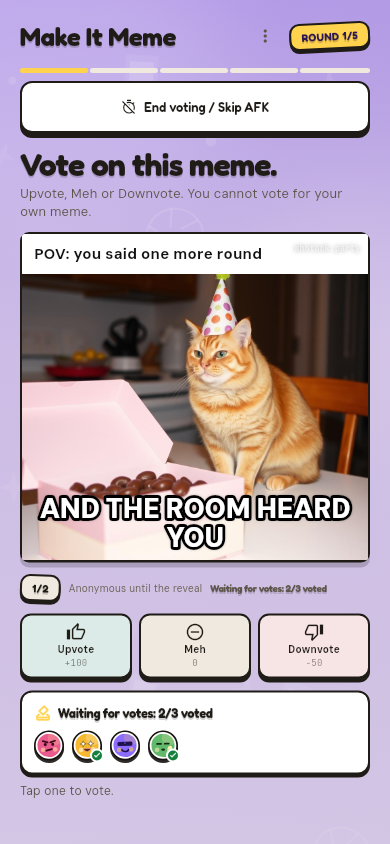 Make It Meme
ROUND 1/5
End voting / Skip AFK
Vote on this meme.
Upvote, Meh or Downvote. You cannot vote for your
own meme.
POV: you said one more round
AND THE ROOM HEARD
YOU
1/2
Anonymous until the reveal
Waiting for votes: 2/3 voted
Upvote
+100
Meh
0
Downvote
-50
Waiting for votes: 2/3 voted
Tap one to vote.